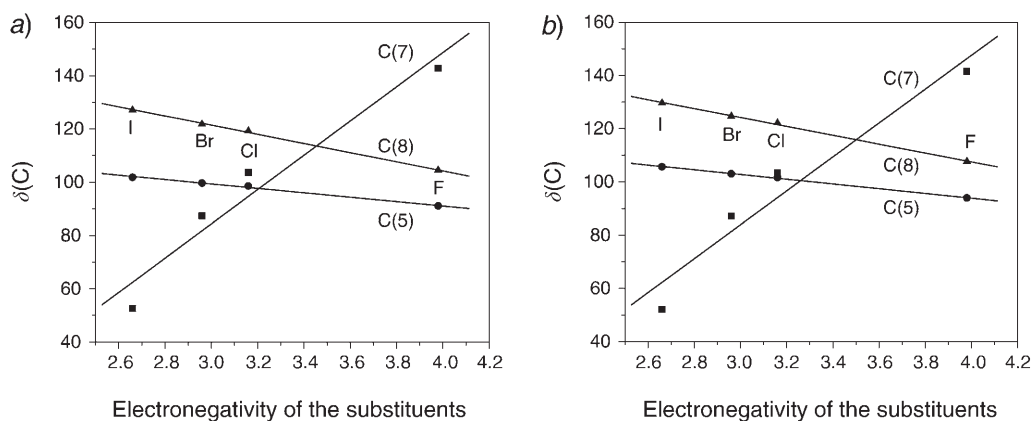 a)
160
140
120
100
80
60
40
δ(C)
C(7)
I
Br
Cl
C(8)
F
C(5)
2.6 2.8 3.0 3.2 3.4 3.6 3.8 4.0 4.2
Electronegativity of the substituents
b)
160
140
120
100
80
60
40
C(7)
I
Br
Cl
F
C(8)
C(5)
2.6 2.8 3.0 3.2 3.4 3.6 3.8 4.0 4.2
Electronegativity of the substituents